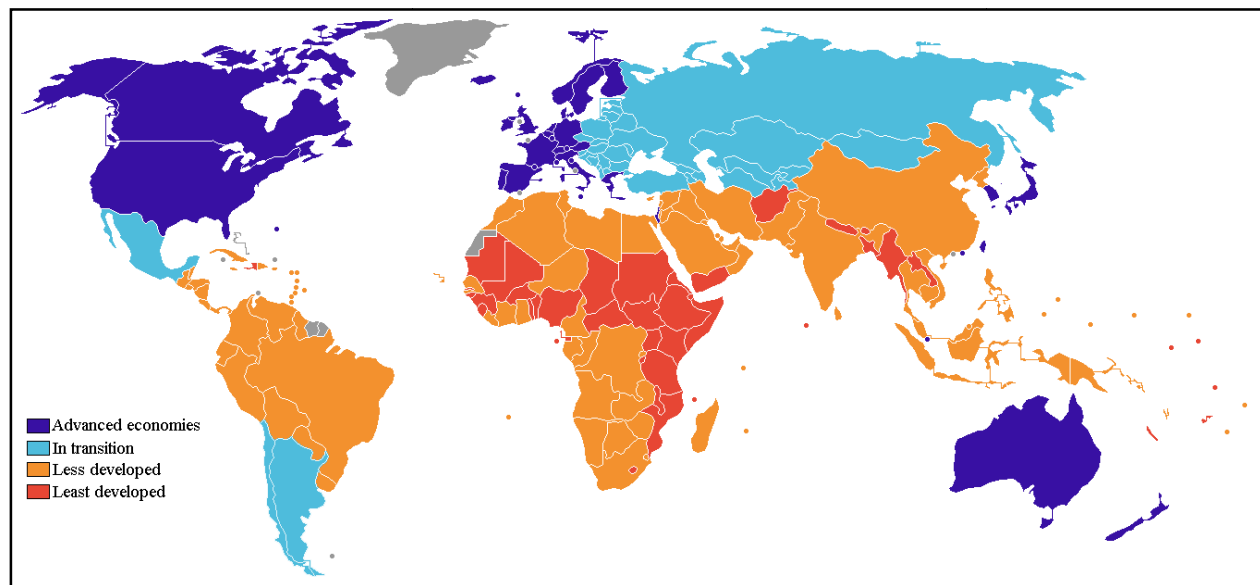 Advanced economies
In transition
Less developed
Least developed